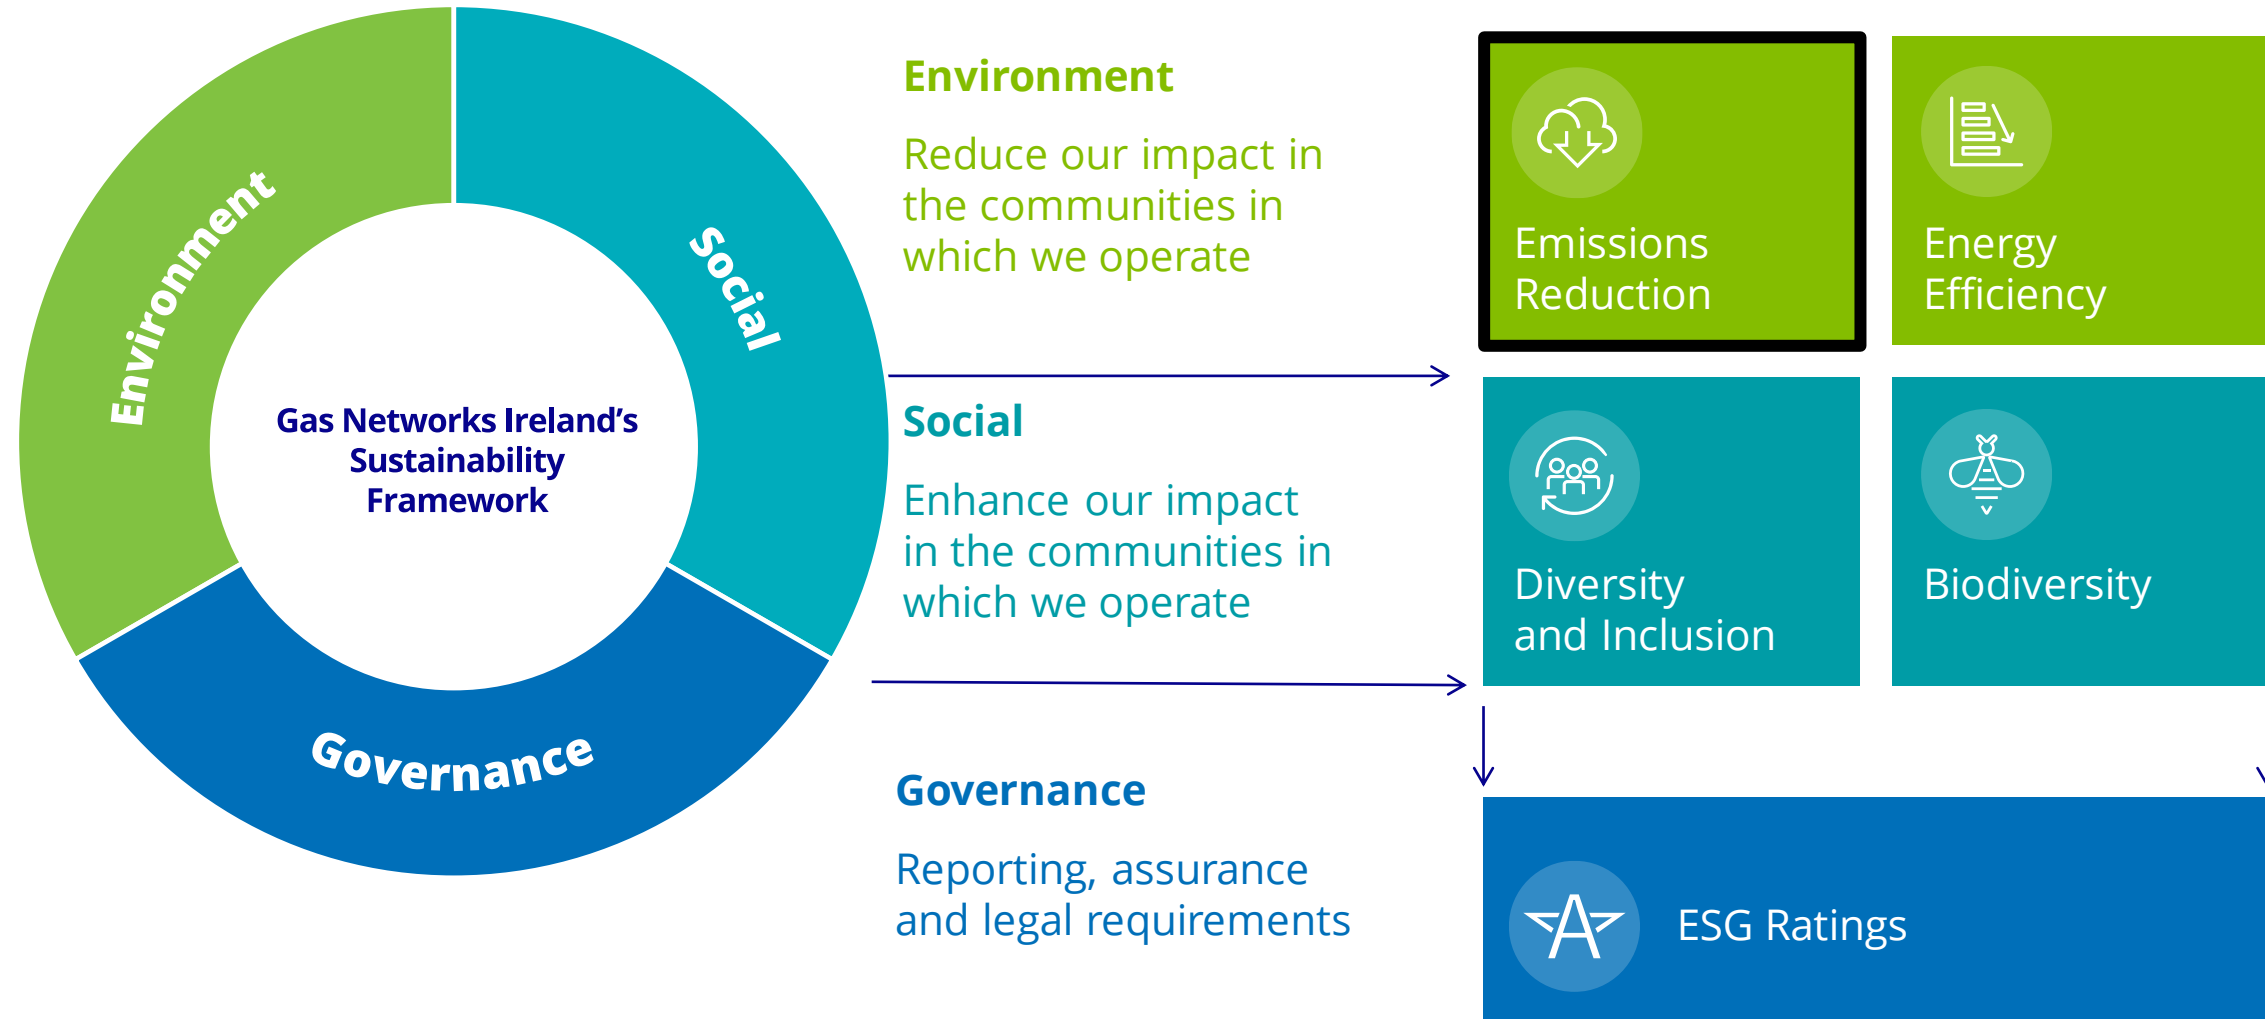 Environment
Social
Governance
Gas Networks Ireland’s
Sustainability
Framework
Environment
Reduce our impact in
the communities in
which we operate
Social
Enhance our impact
in the communities in
which we operate
Governance
Reporting, assurance
and legal requirements
Emissions
Reduction
Energy
Efficiency
Diversity
and Inclusion
Biodiversity
ESG Ratings